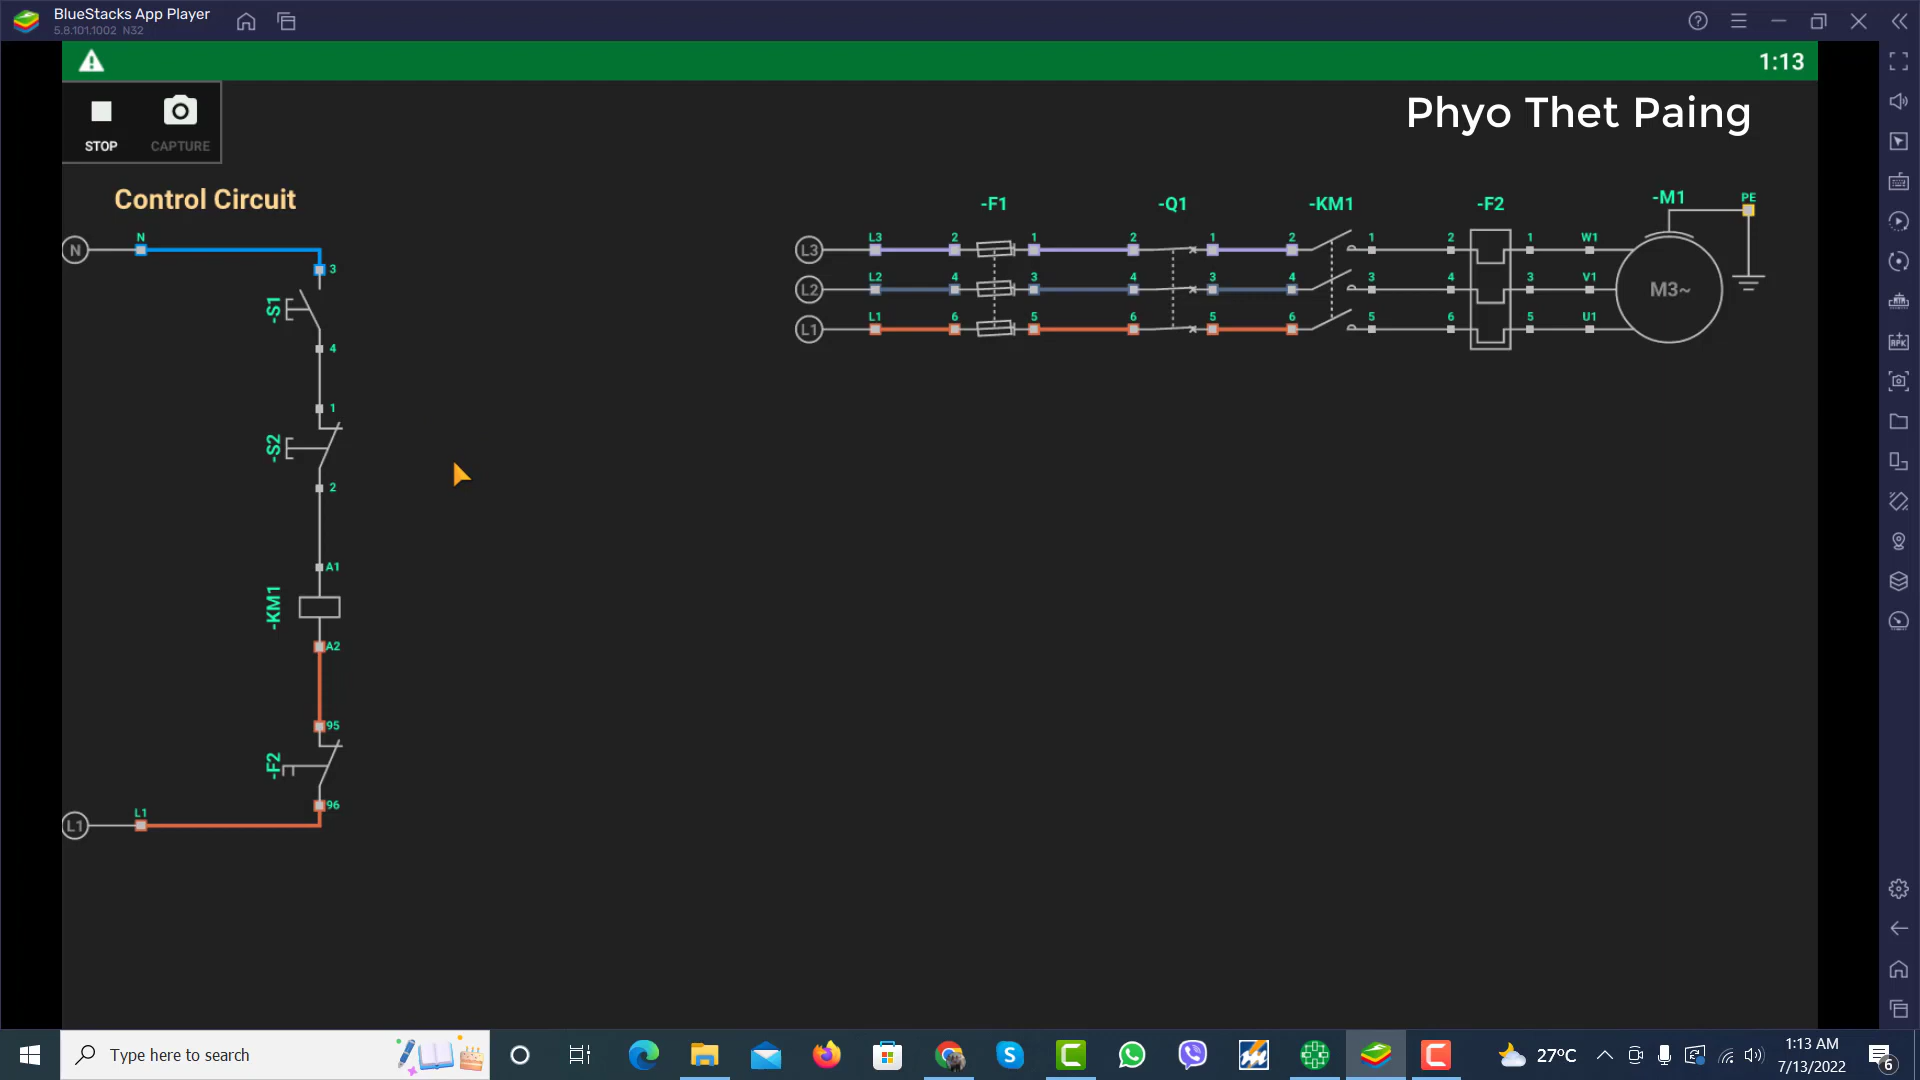 BlueStacks App Player
5.8.101.1002 N32
1:13
STOP CAPTURE
Phyo Thet Paing
Control Circuit
-F1 -Q1 -KM1 -F2 -M1 PE
N N
3
-S1
4
1
-S2
2
A1
-KM1
A2
95
-F2
96
L1 L1
L3 L3 2 1 2 1 2 1 2 1 W1
L2 L2 4 3 4 3 4 3 4 3 V1
M3~
L1 L1 6 5 6 5 6 5 6 5 U1
Type here to search
27°C
1:13 AM
7/13/2022
6